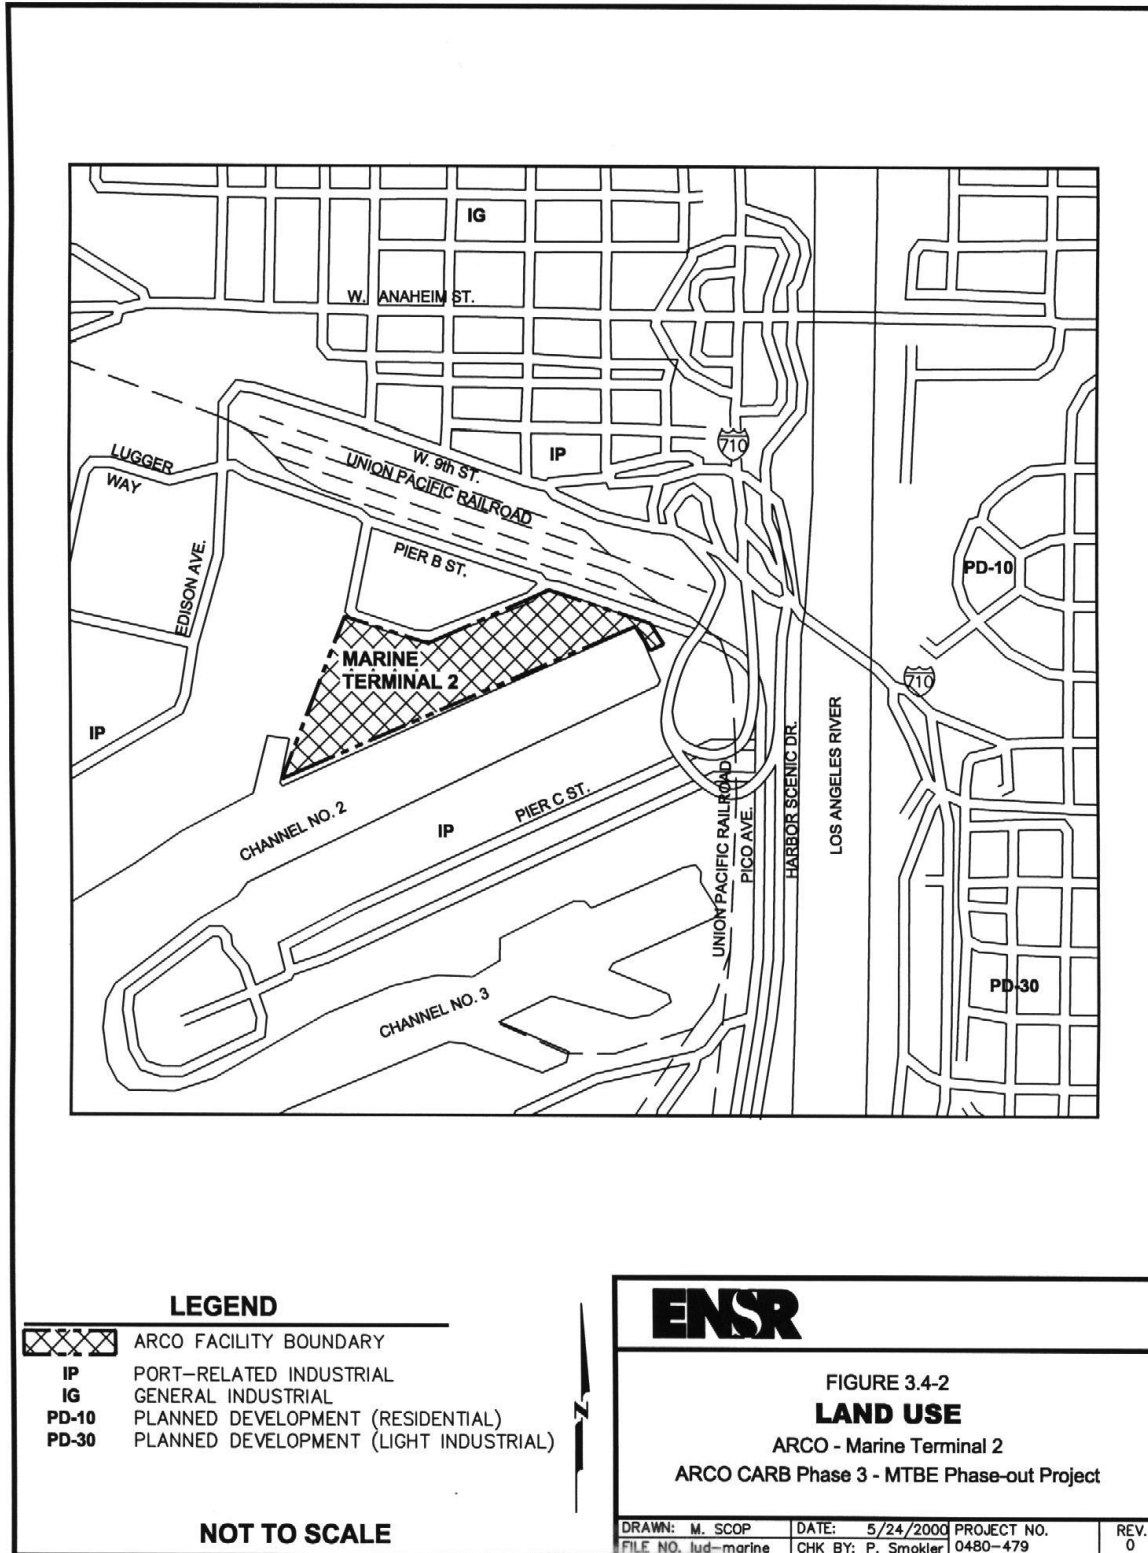 IG
W. ANAHEIM ST.
710
IP
W. 9th ST.
UNION PACIFIC RAILROAD
LUGGER
WAY
PIER B ST.
EDISON AVE.
PD-10
MARINE
TERMINAL 2
710
IP
CHANNEL NO. 2
PIER C ST.
IP
UNION PACIFIC RAILROAD
PICO AVE.
HARBOR SCENIC DR.
LOS ANGELES RIVER
CHANNEL NO. 3
PD-30
LEGEND
ARCO FACILITY BOUNDARY
IP PORT-RELATED INDUSTRIAL
IG GENERAL INDUSTRIAL
PD-10 PLANNED DEVELOPMENT (RESIDENTIAL)
PD-30 PLANNED DEVELOPMENT (LIGHT INDUSTRIAL)
NOT TO SCALE
N
ENSR
FIGURE 3.4-2
LAND USE
ARCO - Marine Terminal 2
ARCO CARB Phase 3 - MTBE Phase-out Project
DRAWN: M. SCOP DATE: 5/24/2000 PROJECT NO. REV.
FILE NO. lud-marine CHK BY: P. Smokler 0480-479 0